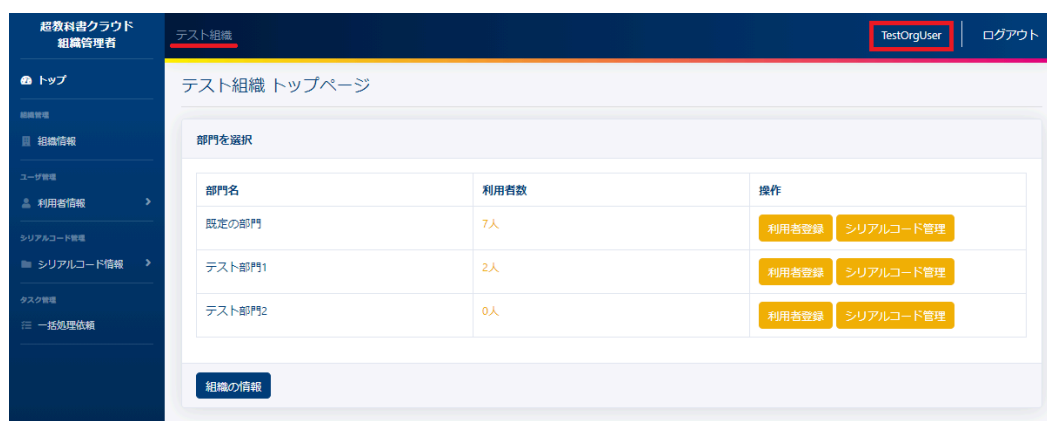 超教科書クラウド
組織管理者
テスト組織
TestOrgUser
ログアウト
トップ
組織管理
組織情報
ユーザ管理
利用者情報
シリアルコード管理
シリアルコード情報
タスク管理
一括処理依頼
テスト組織 トップページ
部門を選択
部門名 利用者数 操作
既定の部門 7人 利用者登録 シリアルコード管理
テスト部門1 2人 利用者登録 シリアルコード管理
テスト部門2 0人 利用者登録 シリアルコード管理
組織の情報